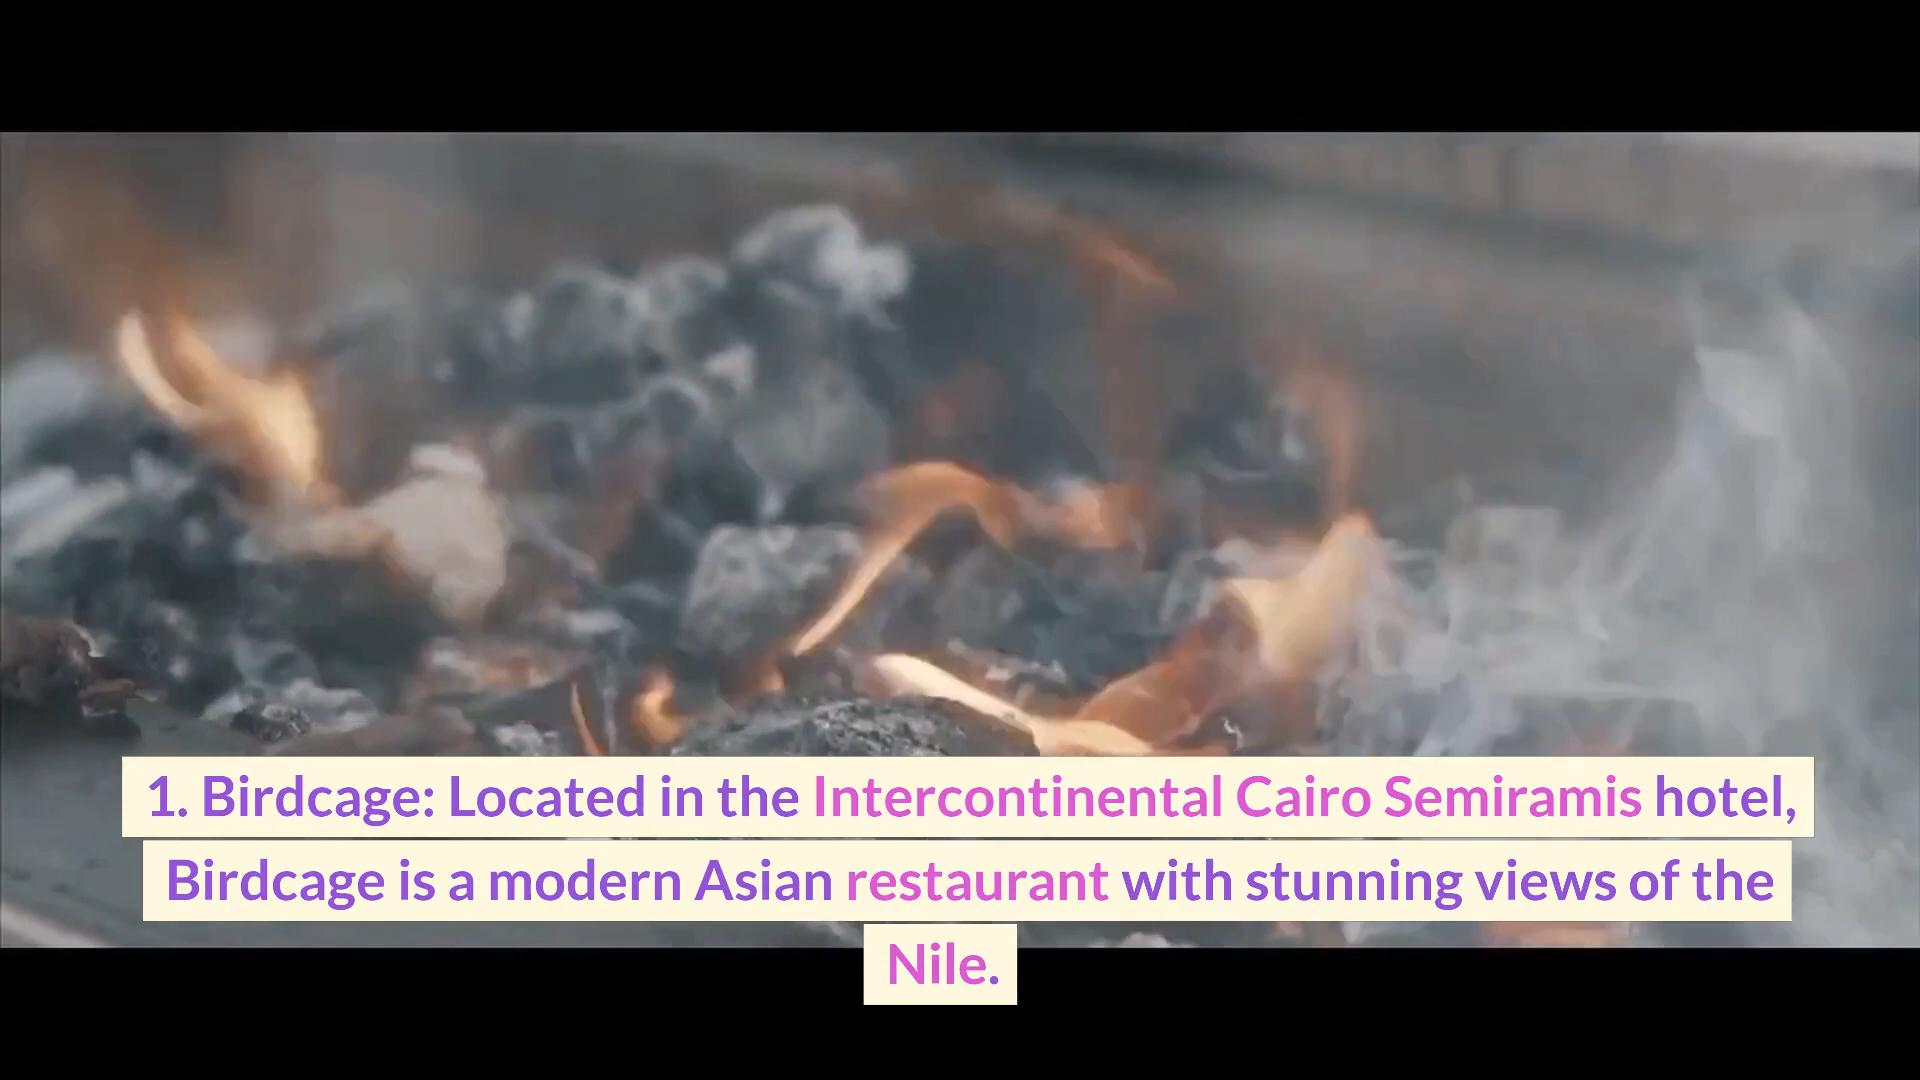 1. Birdcage: Located in the Intercontinental Cairo Semiramis hotel,
Birdcage is a modern Asian restaurant with stunning views of the
Nile.